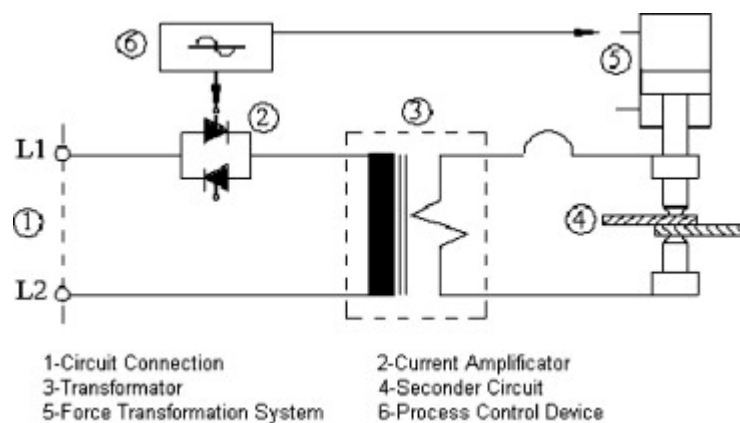 ⑥
⑤
②
③
L1
①
④
L2
1-Circuit Connection 2-Current Amplificator
3-Transformator 4-Seconder Circuit
5-Force Transformation System 6-Process Control Device